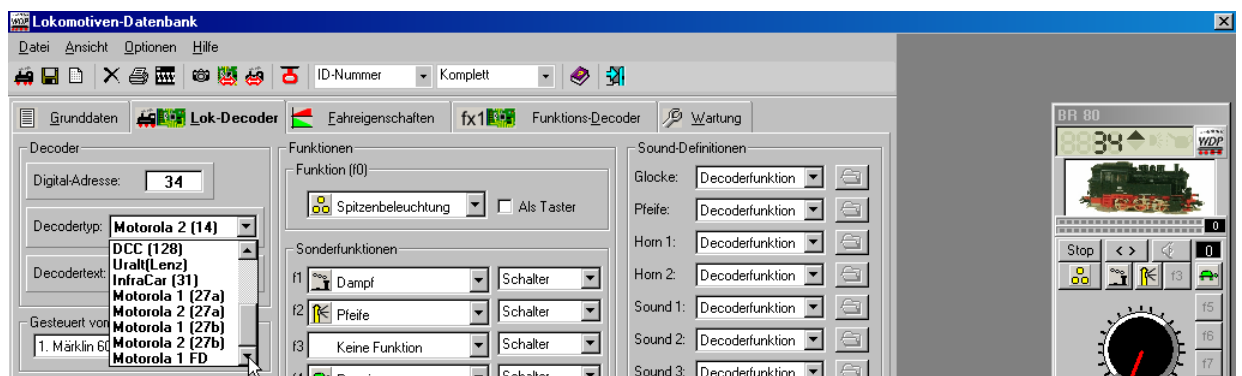 WDP Lokomotiven-Datenbank
Datei Ansicht Optionen Hilfe
ID-Nummer Komplett
Grunddaten Lok-Decoder Fahreigenschaften fx1 Funktions-Decoder Wartung
Decoder
Digital-Adresse: 34
Decodertyp: Motorola 2 (14)
DCC (128)
Uralt(Lenz)
InfraCar (31)
Motorola 1 (27a)
Motorola 2 (27a)
Motorola 1 (27b)
Motorola 2 (27b)
Motorola 1 FD
Decodertext:
Gesteuert von
1. Märklin 60
Funktionen
Funktion (f0)
Spitzenbeleuchtung Als Taster
Sonderfunktionen
f1 Dampf Schalter
f2 Pfeife Schalter
f3 Keine Funktion Schalter
Schalter
Sound-Definitionen
Glocke: Decoderfunktion
Pfeife: Decoderfunktion
Horn 1: Decoderfunktion
Horn 2: Decoderfunktion
Sound 1: Decoderfunktion
Sound 2: Decoderfunktion
Sound 3: Decoderfunktion
BR 80
34 WDP
0
Stop < > 0
f3
f5
f6
f7